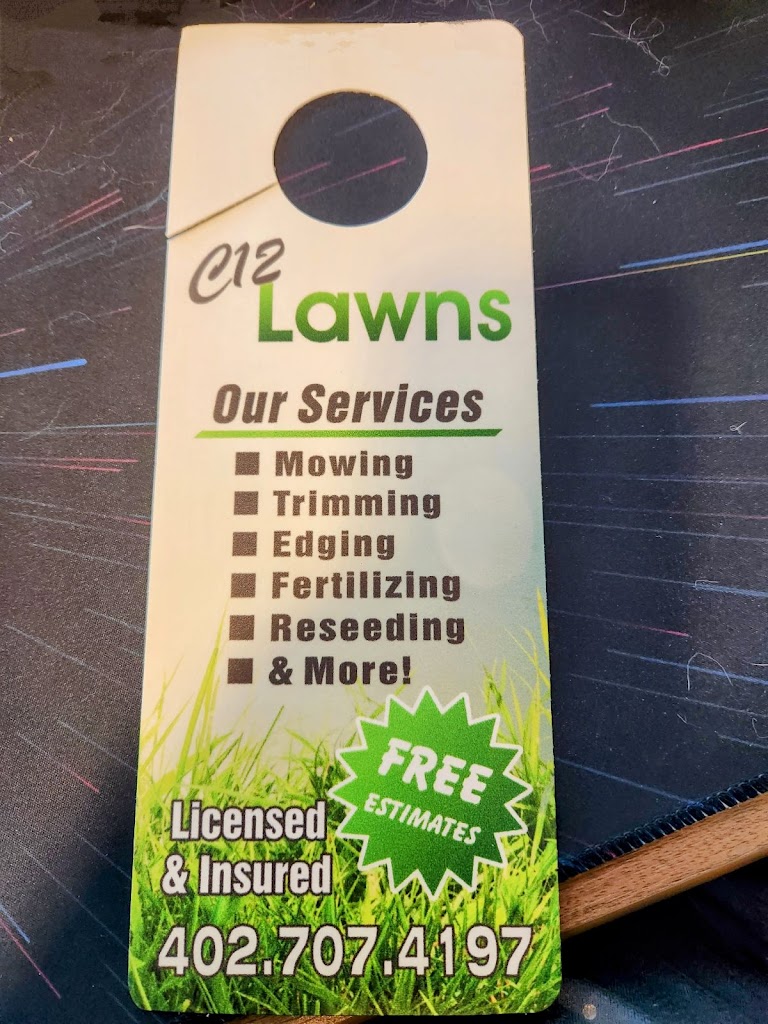 C12
Lawns
Our Services
■ Mowing
■ Trimming
■ Edging
■ Fertilizing
■ Reseeding
■ & More!
FREE
ESTIMATES
Licensed
& Insured
402.707.4197